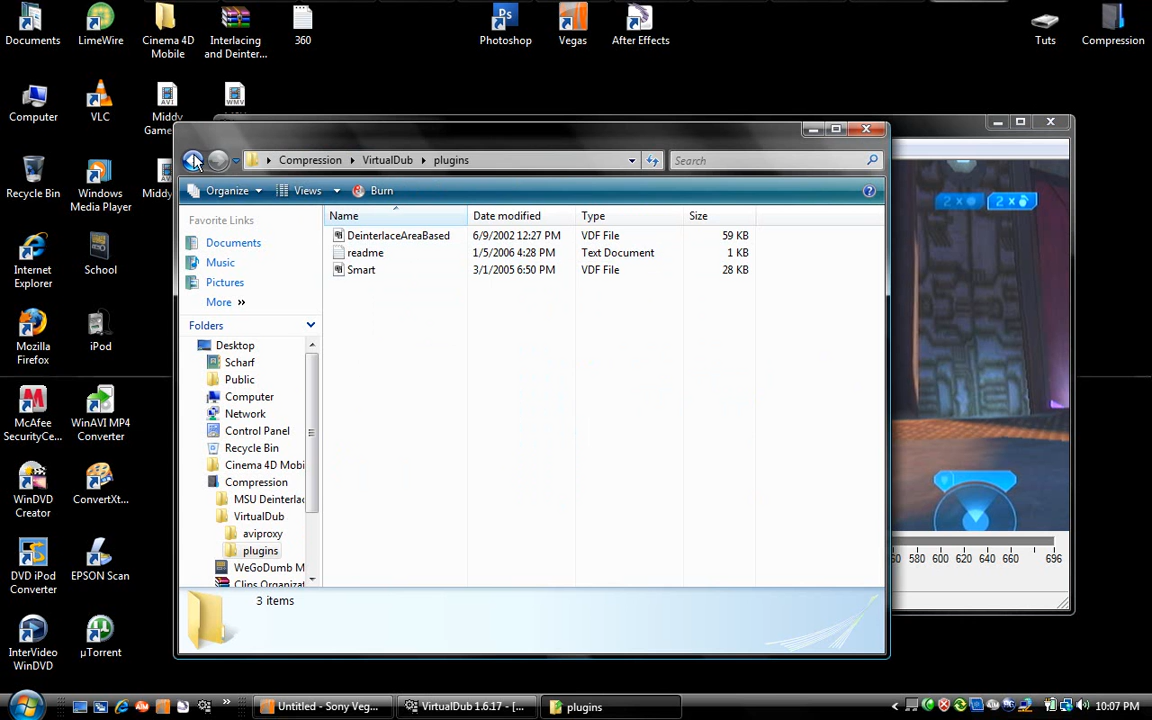 Documents
LimeWire
Cinema 4D
Mobile
Interlacing
and Deinter...
360
Ps
Photoshop
Vegas
After Effects
Tuts
Compression
Computer
VLC
AVI
Middy
Game
WMV
Compression
VirtualDub
plugins
Search
2 x
2 x
Recycle Bin
Windows
Media Player
Middy
Organize
Views
Burn
Favorite Links
Name
Date modified
Type
Size
Documents
DeinterlaceAreaBased
6/9/2002 12:27 PM
VDF File
59 KB
readme
1/5/2006 4:28 PM
Text Document
1 KB
Music
Smart
3/1/2005 6:50 PM
VDF File
28 KB
Pictures
More »
Internet
Explorer
School
Folders
Desktop
Scharf
Public
Computer
Network
Control Panel
Recycle Bin
Cinema 4D Mobi
Compression
MSU Deinterlac
VirtualDub
aviproxy
plugins
WeGoDumb M
Clips Organizat
Mozilla
Firefox
iPod
McAfee
SecurityCe...
WinAVI MP4
Converter
WinDVD
Creator
ConvertXt...
DVD iPod
Converter
EPSON Scan
560
580
600
620
640
660
696
3 items
InterVideo
WinDVD
µTorrent
Untitled - Sony Veg...
VirtualDub 1.6.17 - [...
plugins
10:07 PM